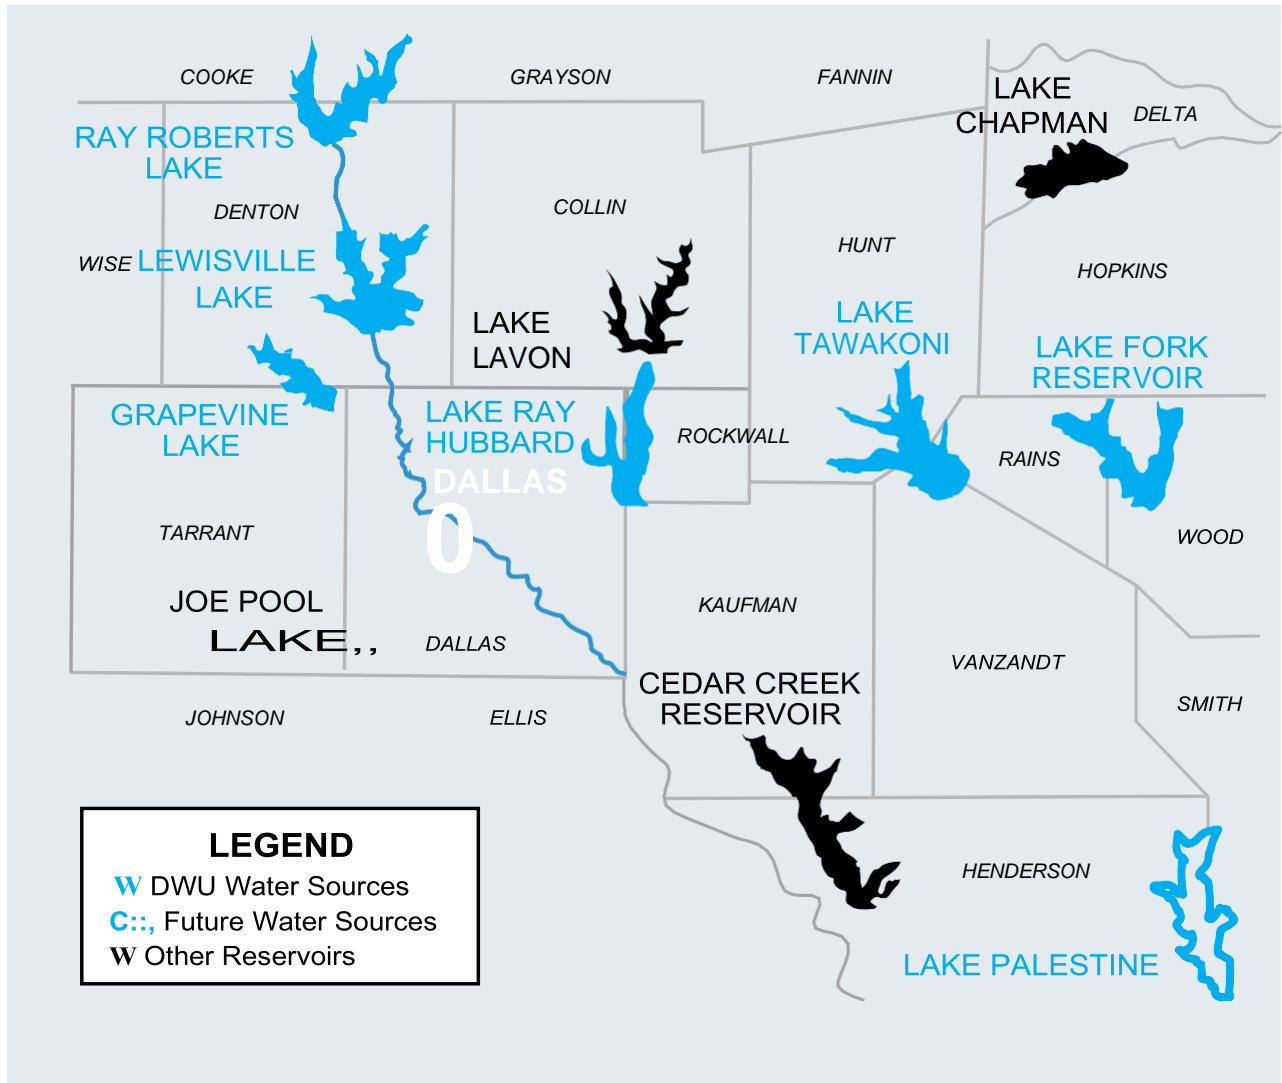 COOKE
GRAYSON
FANNIN
LAKE
CHAPMAN
DELTA
RAY ROBERTS
LAKE
DENTON
COLLIN
HUNT
HOPKINS
WISE
LEWISVILLE
LAKE
LAKE
LAVON
LAKE
TAWAKONI
LAKE FORK
RESERVOIR
GRAPEVINE
LAKE
LAKE RAY
HUBBARD
ROCKWALL
RAINS
DALLAS
0
TARRANT
WOOD
JOE POOL
LAKE,,
DALLAS
KAUFMAN
VANZANDT
CEDAR CREEK
RESERVOIR
SMITH
JOHNSON
ELLIS
HENDERSON
LAKE PALESTINE
LEGEND
W DWU Water Sources
C::, Future Water Sources
W Other Reservoirs